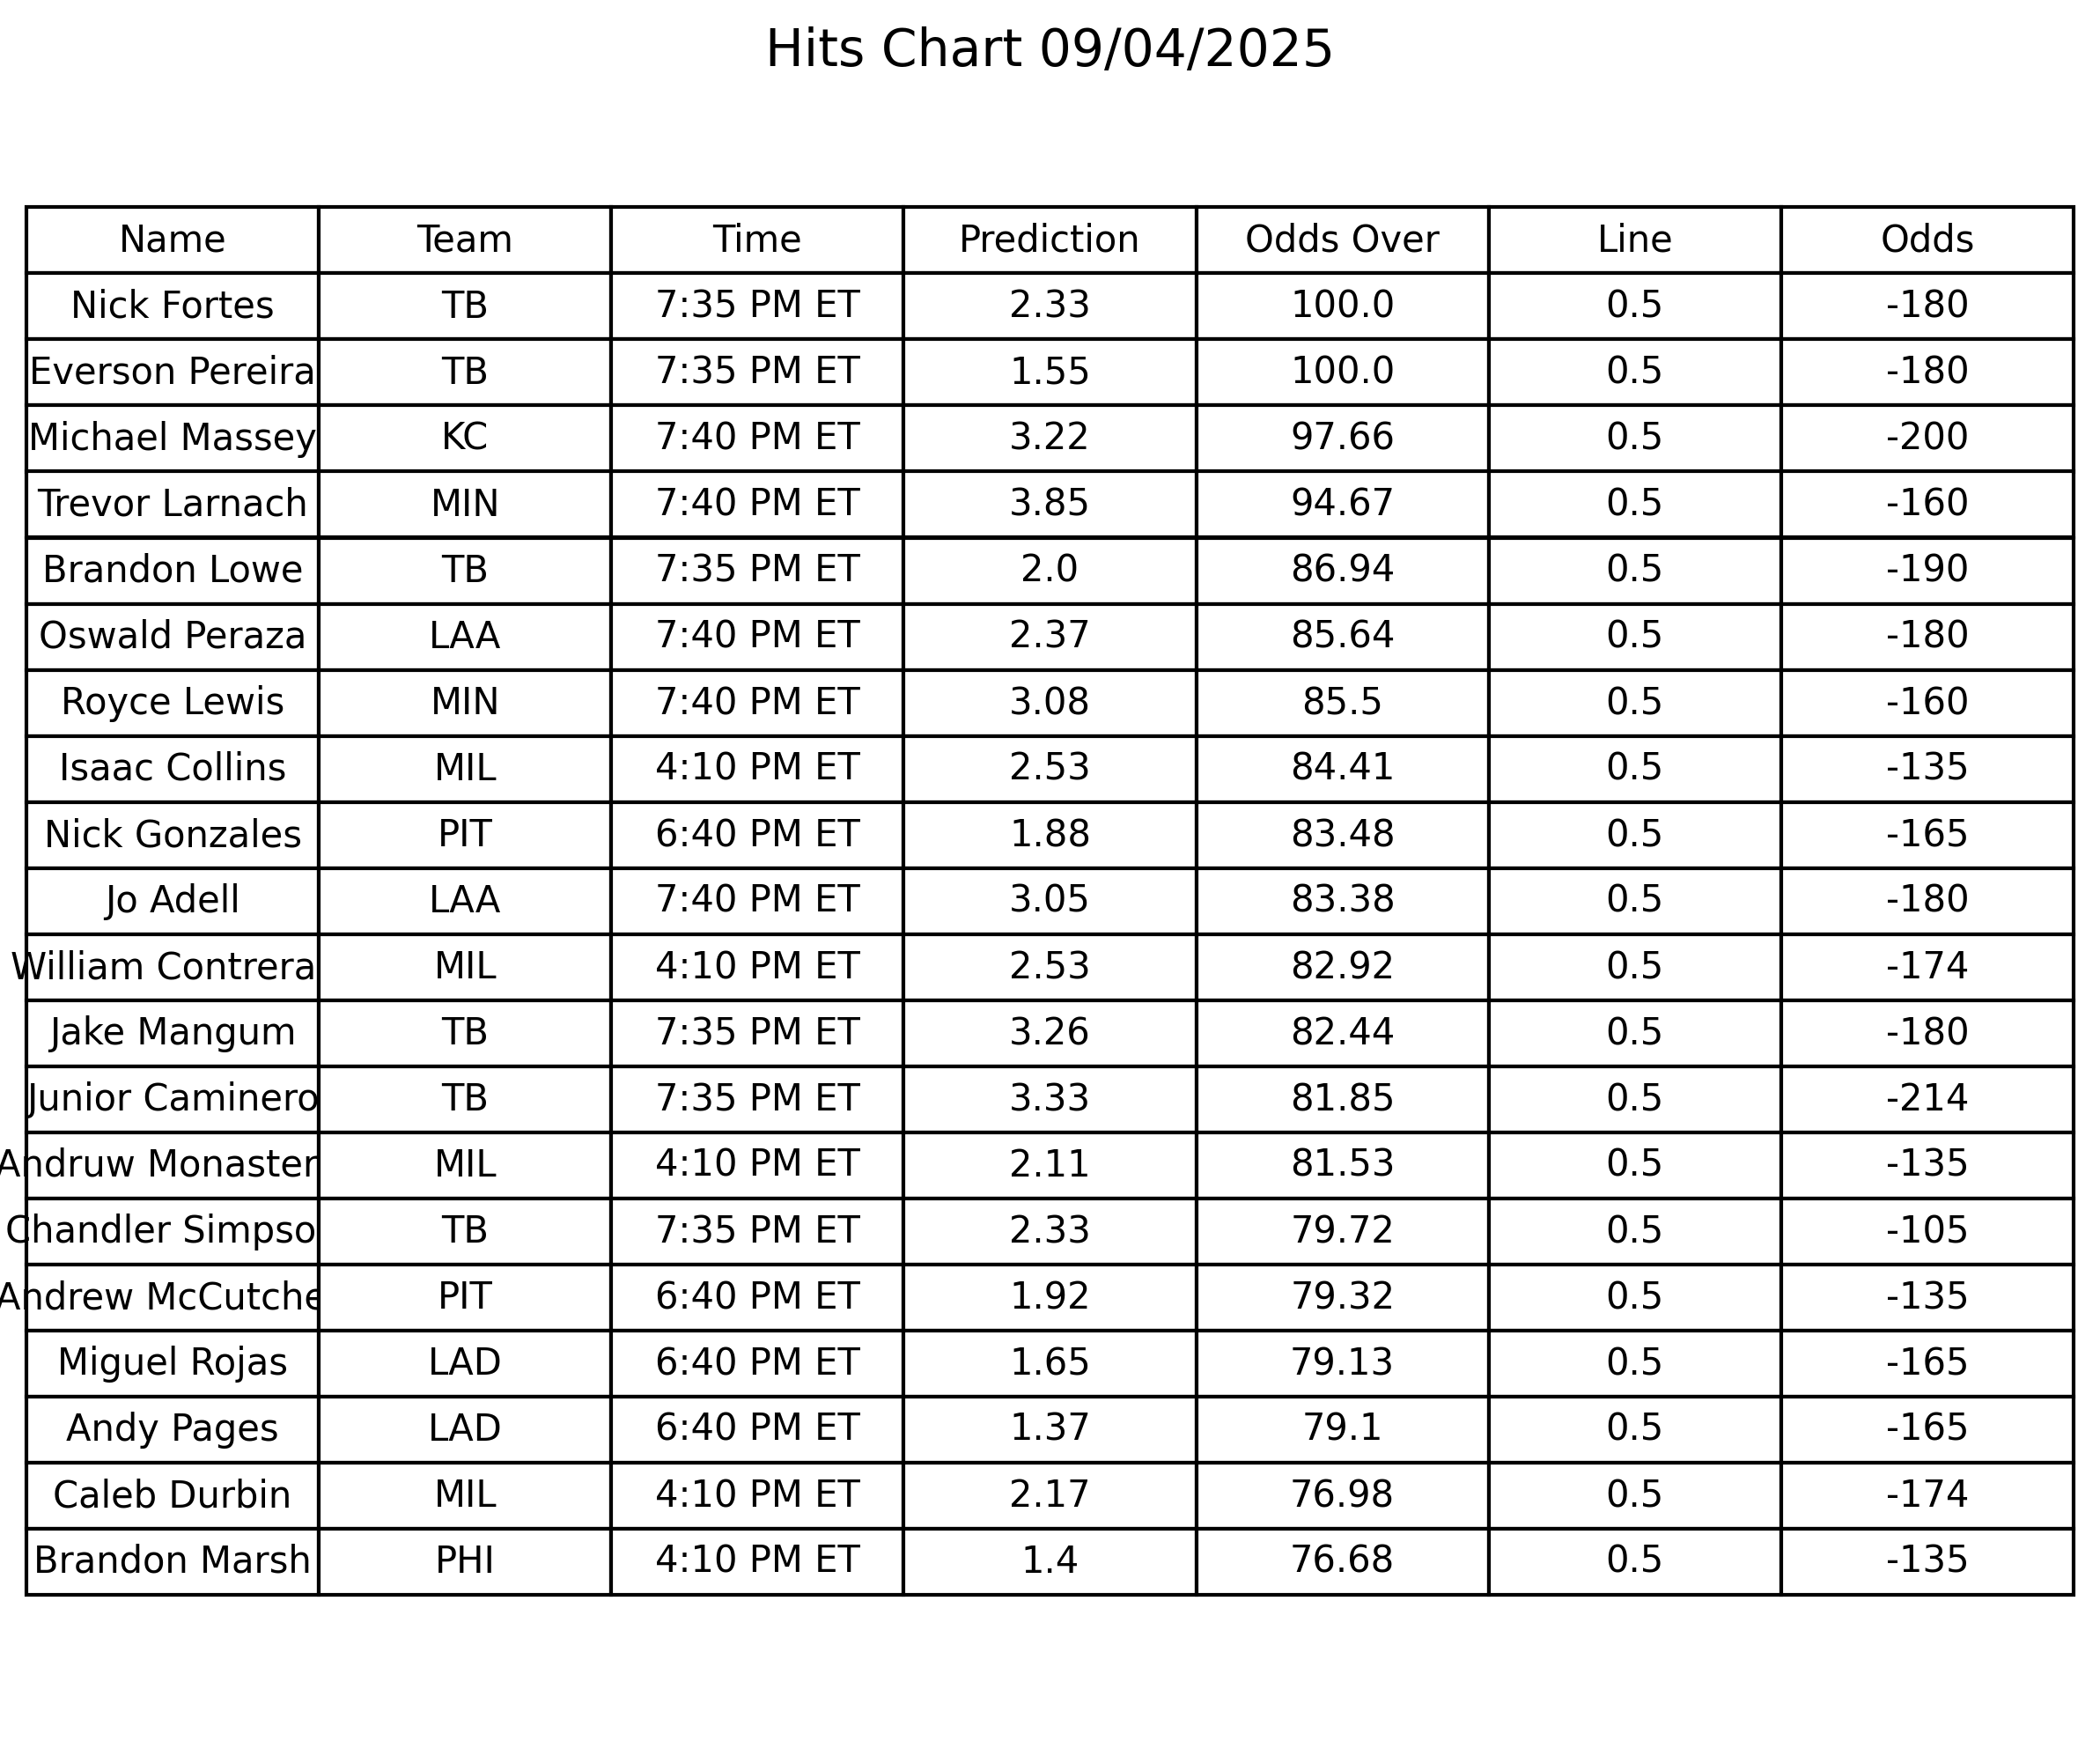 Hits Chart 09/04/2025
Name Team Time Prediction Odds Over Line Odds
Nick Fortes TB 7:35 PM ET 2.33 100.0 0.5 -180
Everson Pereira TB 7:35 PM ET 1.55 100.0 0.5 -180
Michael Massey KC 7:40 PM ET 3.22 97.66 0.5 -200
Trevor Larnach MIN 7:40 PM ET 3.85 94.67 0.5 -160
Brandon Lowe TB 7:35 PM ET 2.0 86.94 0.5 -190
Oswald Peraza LAA 7:40 PM ET 2.37 85.64 0.5 -180
Royce Lewis MIN 7:40 PM ET 3.08 85.5 0.5 -160
Isaac Collins MIL 4:10 PM ET 2.53 84.41 0.5 -135
Nick Gonzales PIT 6:40 PM ET 1.88 83.48 0.5 -165
Jo Adell LAA 7:40 PM ET 3.05 83.38 0.5 -180
William Contrera MIL 4:10 PM ET 2.53 82.92 0.5 -174
Jake Mangum TB 7:35 PM ET 3.26 82.44 0.5 -180
Junior Caminero TB 7:35 PM ET 3.33 81.85 0.5 -214
Andruw Monaster MIL 4:10 PM ET 2.11 81.53 0.5 -135
Chandler Simpso TB 7:35 PM ET 2.33 79.72 0.5 -105
Andrew McCutche PIT 6:40 PM ET 1.92 79.32 0.5 -135
Miguel Rojas LAD 6:40 PM ET 1.65 79.13 0.5 -165
Andy Pages LAD 6:40 PM ET 1.37 79.1 0.5 -165
Caleb Durbin MIL 4:10 PM ET 2.17 76.98 0.5 -174
Brandon Marsh PHI 4:10 PM ET 1.4 76.68 0.5 -135